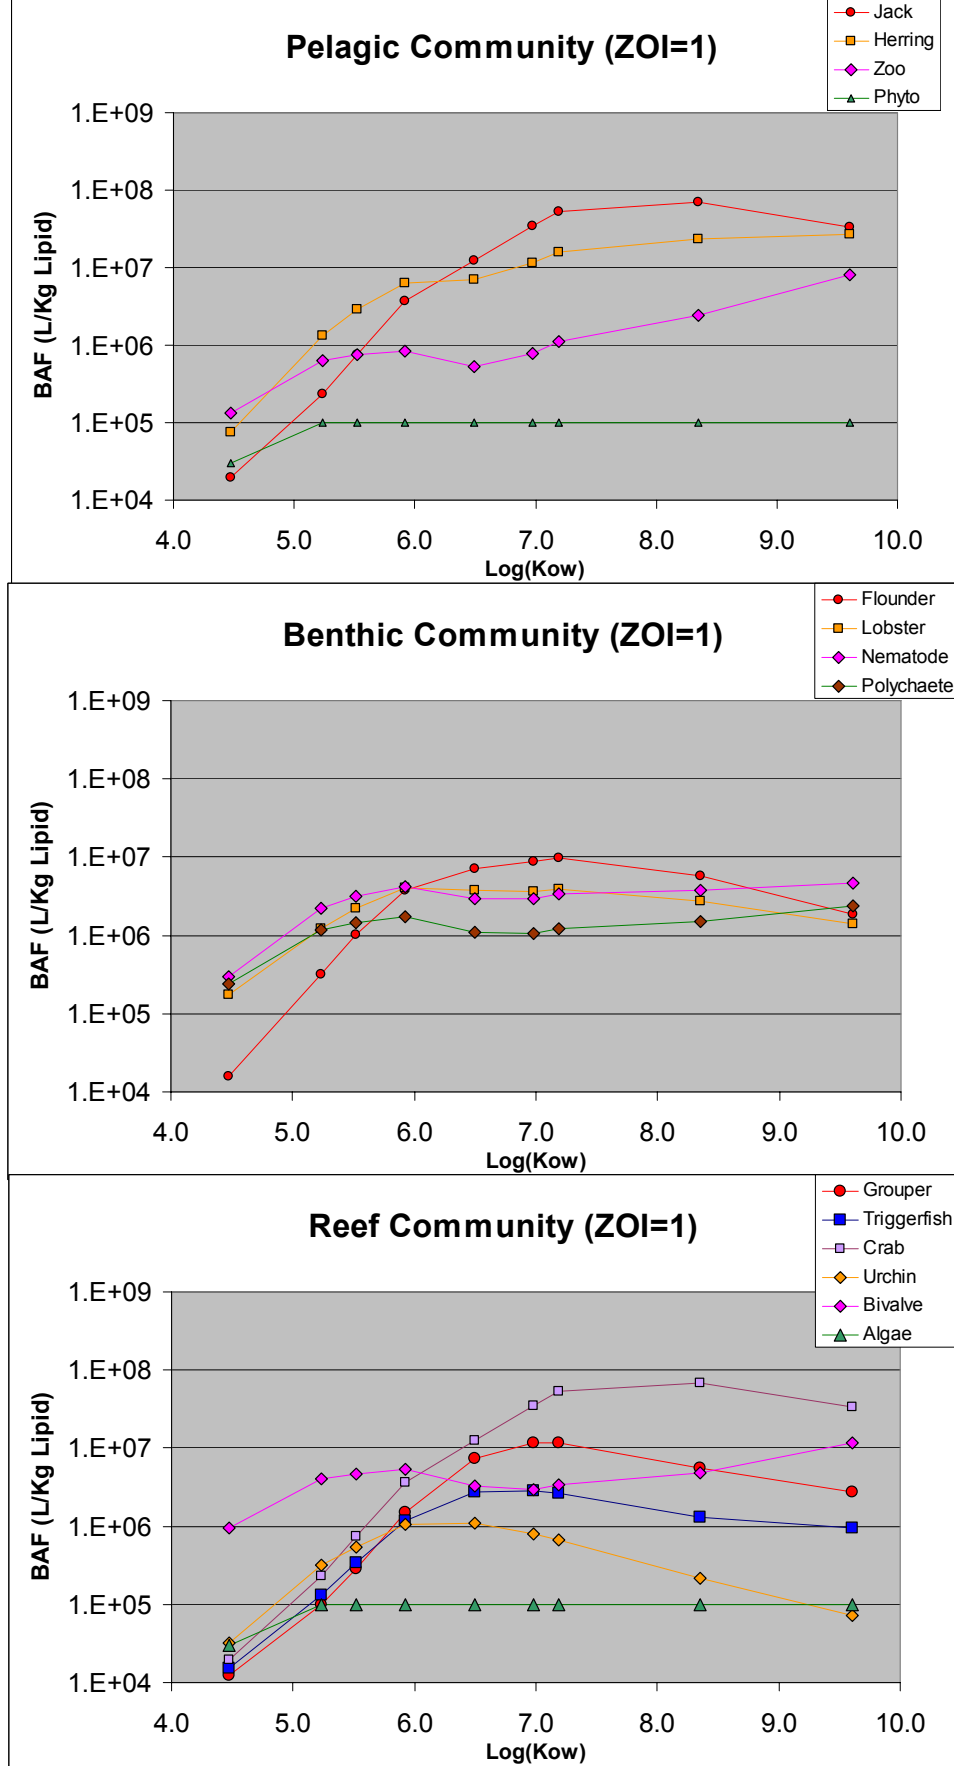 Pelagic Community (ZOI=1)
Jack
Herring
Zoo
Phyto
1.E+09
1.E+08
1.E+07
1.E+06
1.E+05
1.E+04
BAF (L/Kg Lipid)
4.0 5.0 6.0 7.0 8.0 9.0 10.0
Log(Kow)
Benthic Community (ZOI=1)
Flounder
Lobster
Nematode
Polychaete
1.E+09
1.E+08
1.E+07
1.E+06
1.E+05
1.E+04
BAF (L/Kg Lipid)
4.0 5.0 6.0 7.0 8.0 9.0 10.0
Log(Kow)
Reef Community (ZOI=1)
Grouper
Triggerfish
Crab
Urchin
Bivalve
Algae
1.E+09
1.E+08
1.E+07
1.E+06
1.E+05
1.E+04
BAF (L/Kg Lipid)
4.0 5.0 6.0 7.0 8.0 9.0 10.0
Log(Kow)